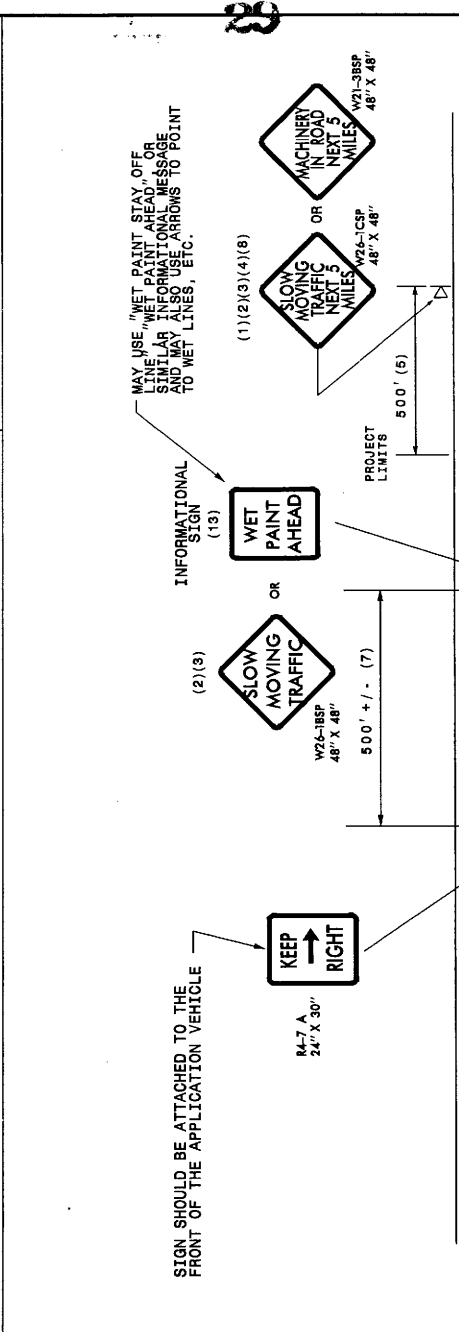 29
SIGN SHOULD BE ATTACHED TO THE
FRONT OF THE APPLICATION VEHICLE
KEEP
RIGHT
R4-7 A
24" X 30"
(2)(3)
SLOW
MOVING
TRAFFIC
W26-1BSP
48" X 48"
500' +/- (7)
OR
INFORMATIONAL
SIGN
(13)
WET
PAINT
AHEAD
MAY USE "WET PAINT STAY OFF
LINE", "WET PAINT AHEAD", OR
SIMILAR INFORMATIONAL MESSAGE
AND MAY ALSO USE ARROWS TO POINT
TO WET LINES, ETC.
PROJECT
LIMITS
500' (5)
(1)(2)(3)(4)(8)
SLOW
MOVING
TRAFFIC
NEXT 5
MILES
W26-1CSP
48" X 48"
OR
MACHINERY
IN ROAD
NEXT 5
MILES
W21-3BSP
48" X 48"